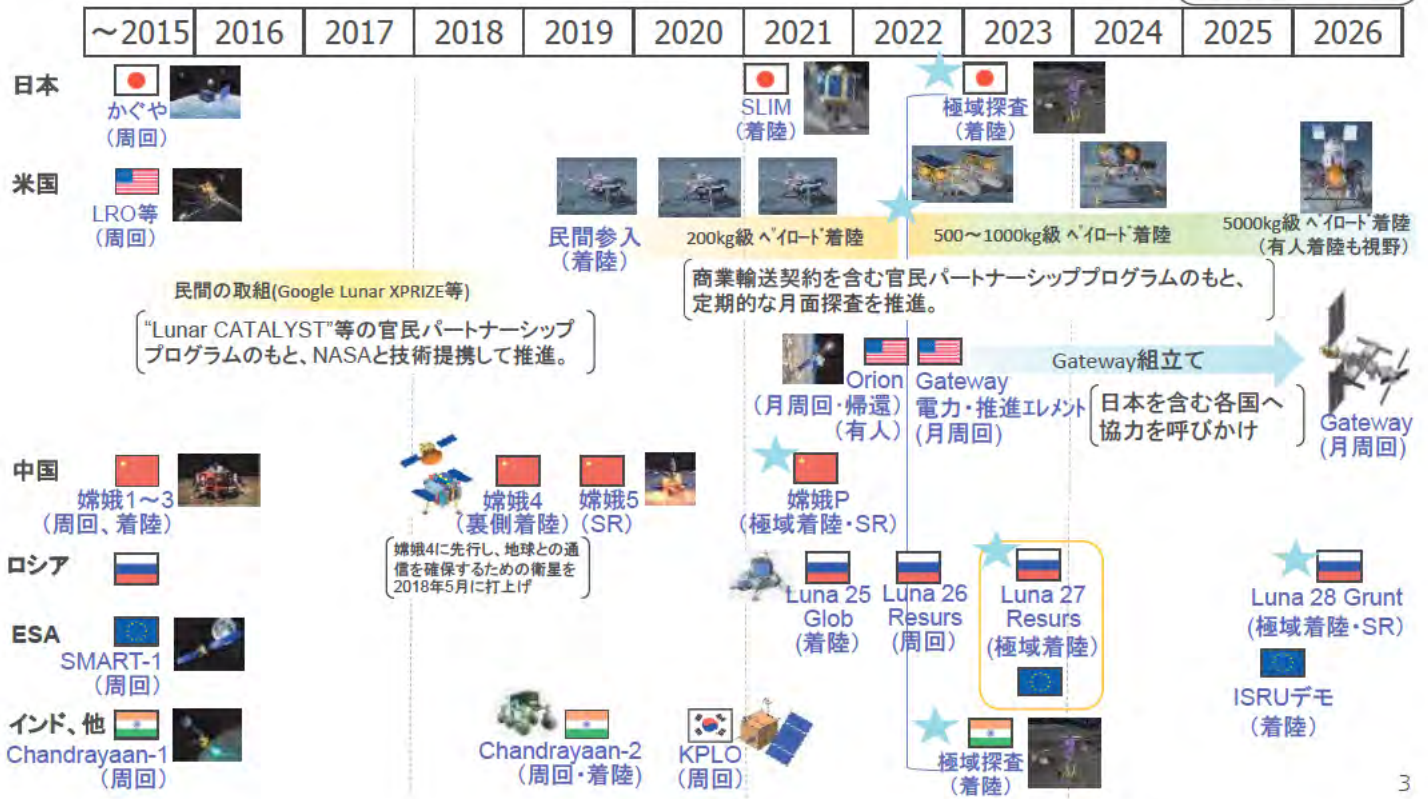 ～2015 2016 2017 2018 2019 2020 2021 2022 2023 2024 2025 2026
日本
かぐや
（周回）
SLIM
（着陸）
極域探査
（着陸）
米国
LRO等
（周回）
民間参入
（着陸）
200kg級 ペイロード着陸
500～1000kg級 ペイロード着陸
5000kg級 ペイロード着陸
（有人着陸も視野）
民間の取組(Google Lunar XPRIZE等)
“Lunar CATALYST”等の官民パートナーシップ
プログラムのもと、NASAと技術提携して推進。
商業輸送契約を含む官民パートナーシッププログラムのもと、
定期的な月面探査を推進。
Orion
（月周回・帰還）
（有人）
Gateway
電力・推進エレメント
(月周回)
Gateway組立て
日本を含む各国へ
協力を呼びかけ
Gateway
(月周回)
中国
嫦娥1～3
（周回、着陸）
嫦娥4
（裏側着陸）
嫦娥5
（SR）
嫦娥P
（極域着陸・SR）
嫦娥4に先行し、地球との通
信を確保するための衛星を
2018年5月に打上げ
ロシア
Luna 25
Glob
（着陸）
Luna 26
Resurs
（周回）
Luna 27
Resurs
(極域着陸)
Luna 28 Grunt
(極域着陸・SR)
ESA
SMART-1
（周回）
ISRUデモ
（着陸）
インド、他
Chandrayaan-1
（周回）
Chandrayaan-2
（周回・着陸）
KPLO
（周回）
極域探査
（着陸）
3